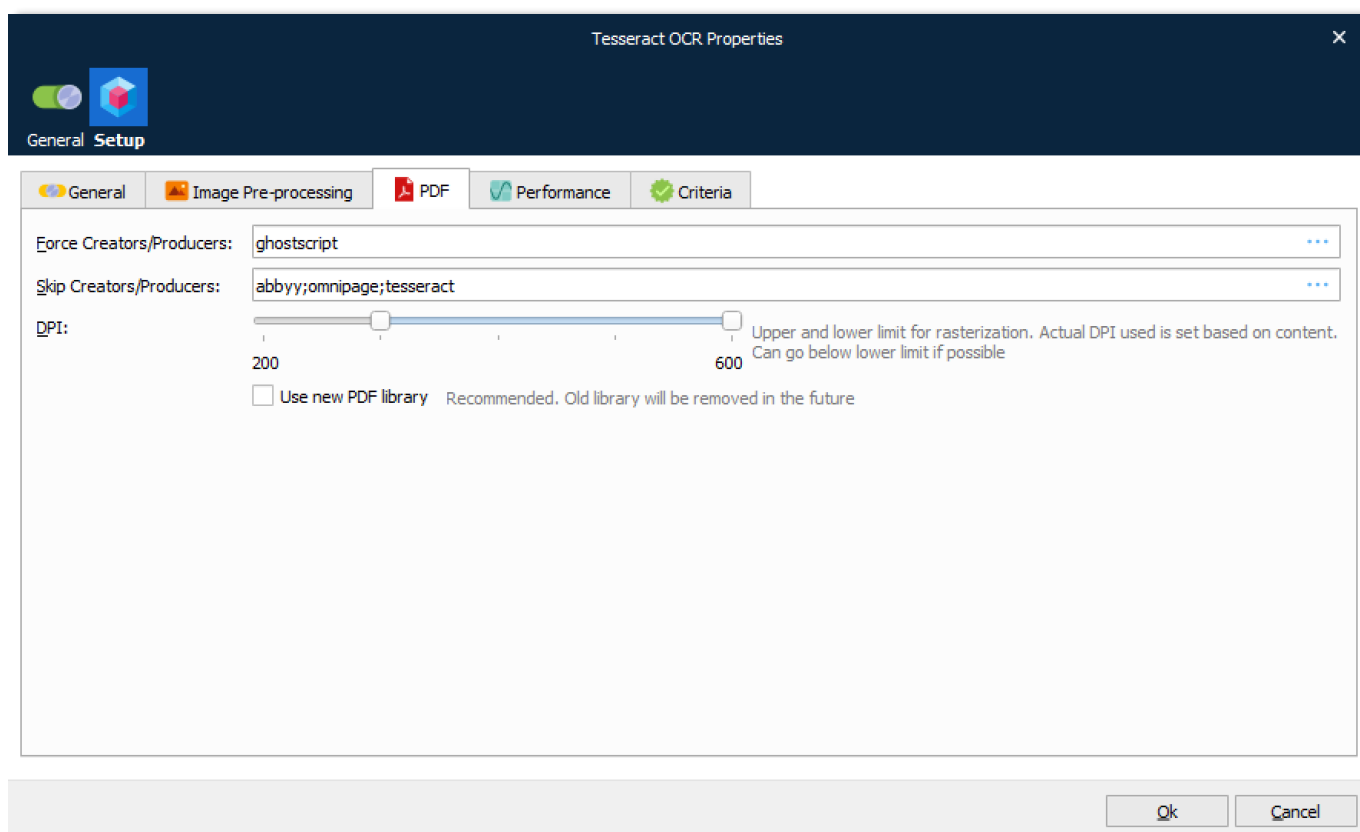 Tesseract OCR Properties
General Setup
General Image Pre-processing PDF Performance Criteria
Force Creators/Producers: ghostscript
Skip Creators/Producers: abbyy;omnipage;tesseract
DPI:
Upper and lower limit for rasterization. Actual DPI used is set based on content.
Can go below lower limit if possible
200 600
Use new PDF library Recommended. Old library will be removed in the future
Ok Cancel